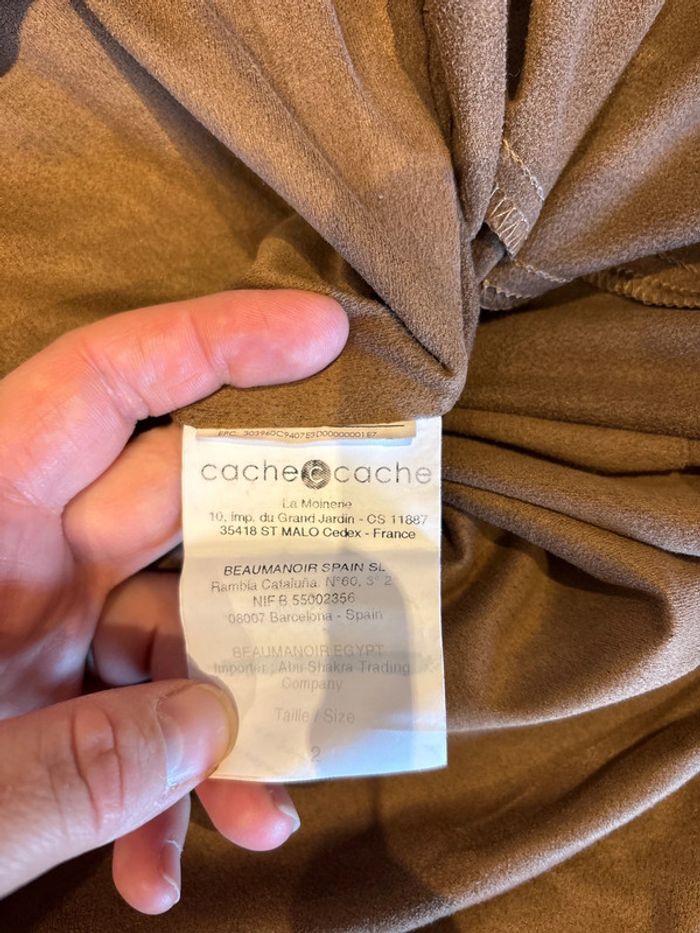 EPC 303960C9407E3D00000001E7
cache cache
La Moinerie
10, imp. du Grand Jardin - CS 11887
35418 ST MALO Cedex - France
BEAUMANOIR SPAIN SL
Rambla Cataluña, N°60, 3° 2
NIF B 55002356
08007 Barcelona - Spain
BEAUMANOIR EGYPT
Importer : Abu Shakra Trading
Company
Taille / Size
2